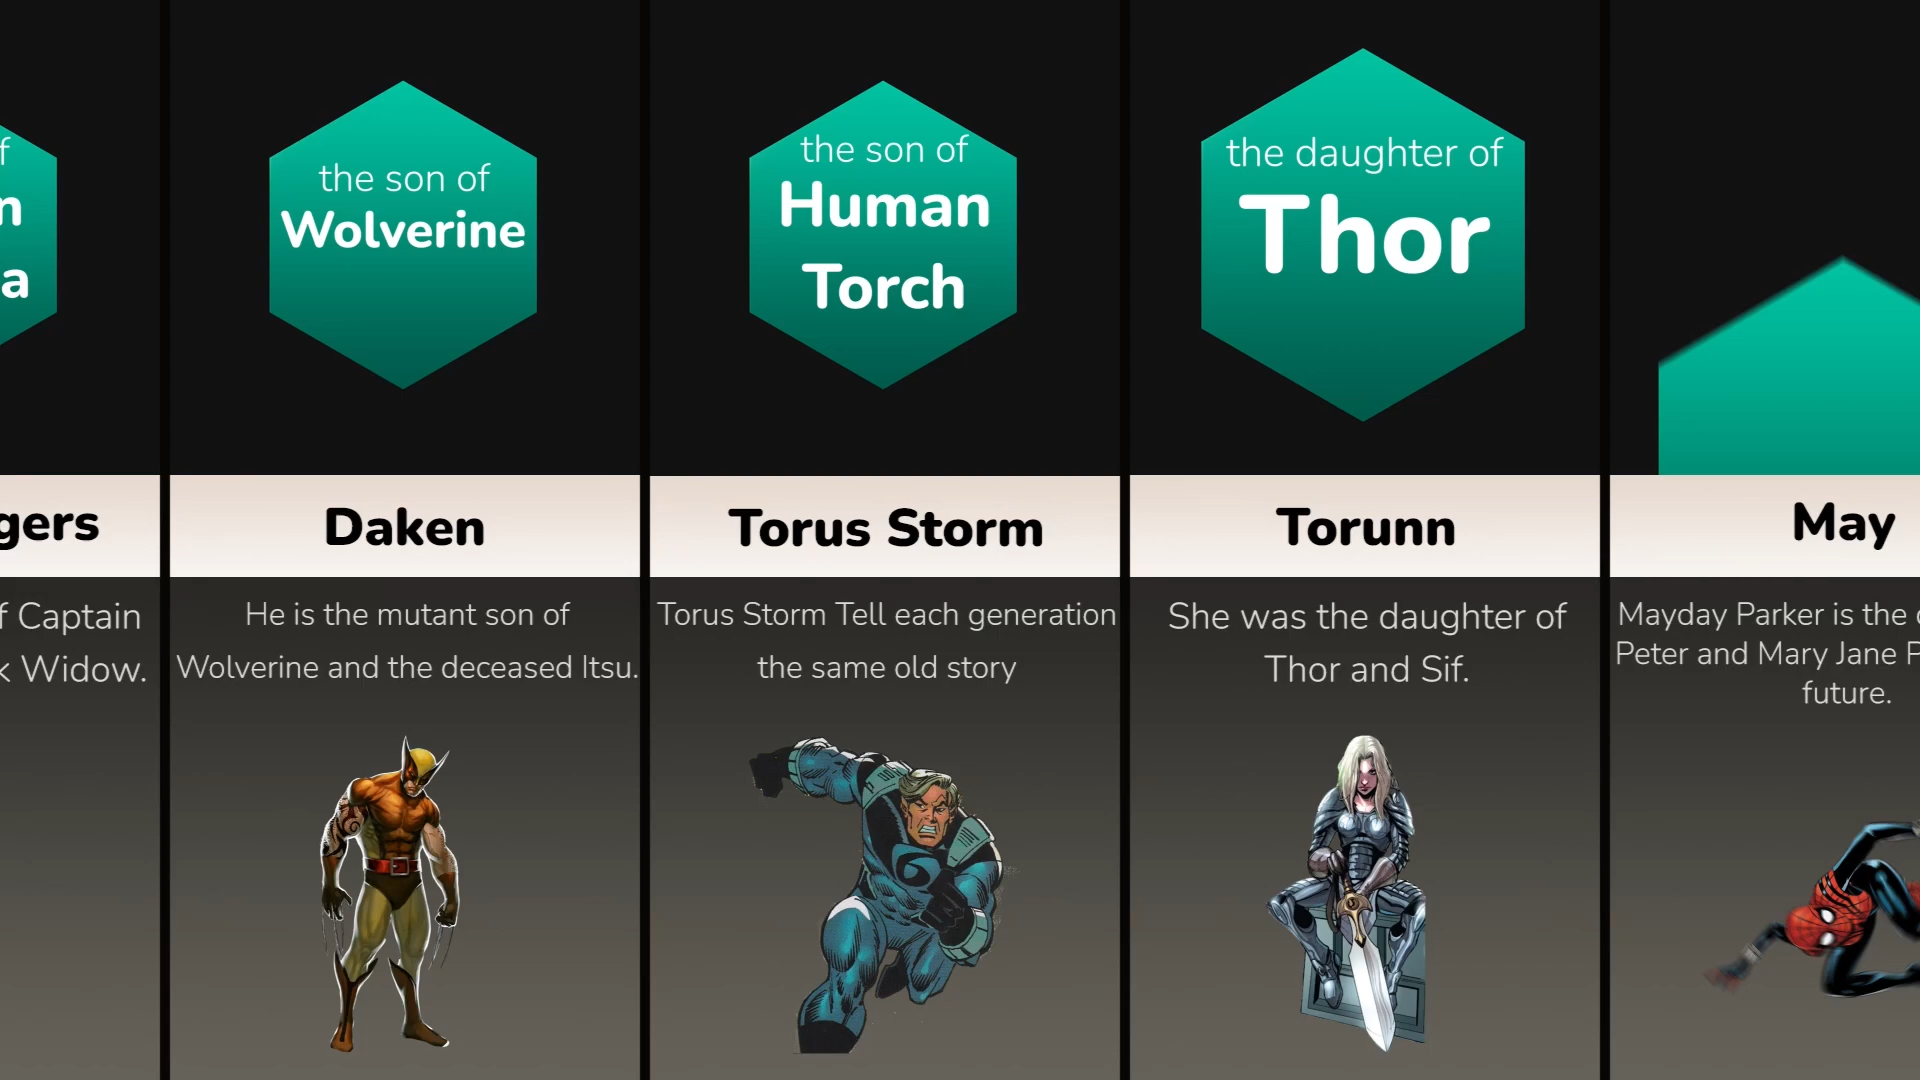 the son of
Wolverine
Daken
He is the mutant son of
Wolverine and the deceased Itsu.
the son of
Human
Torch
Torus Storm
Torus Storm Tell each generation
the same old story
the daughter of
Thor
Torunn
She was the daughter of
Thor and Sif.
gers
f Captain
k Widow.
May
Mayday Parker is the
Peter and Mary Jane P
future.